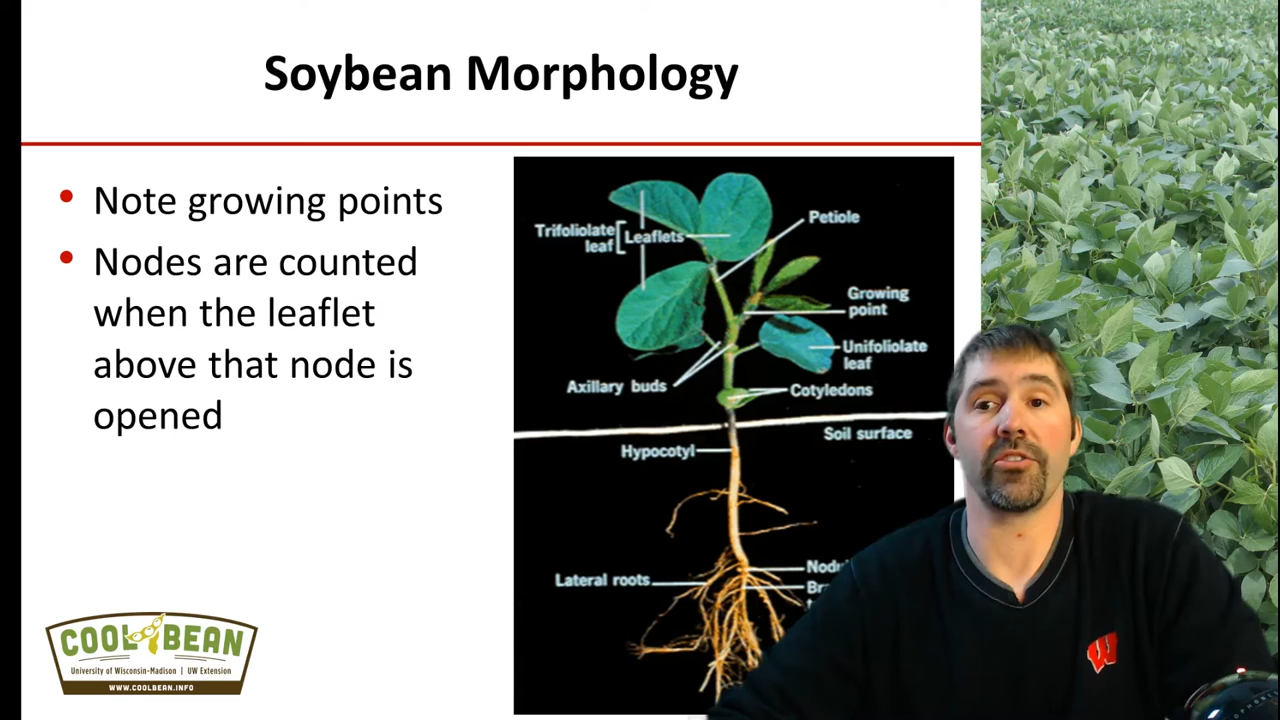 Soybean Morphology
• Note growing points
• Nodes are counted
when the leaflet
above that node is
opened
Trifoliolate
leaf
Leaflets
Petiole
Growing
point
Unifoliolate
leaf
Axillary buds
Cotyledons
Soil surface
Hypocotyl
Lateral roots
COOL BEAN
University of Wisconsin-Madison | UW Extension
WWW.COOLBEAN.INFO
W